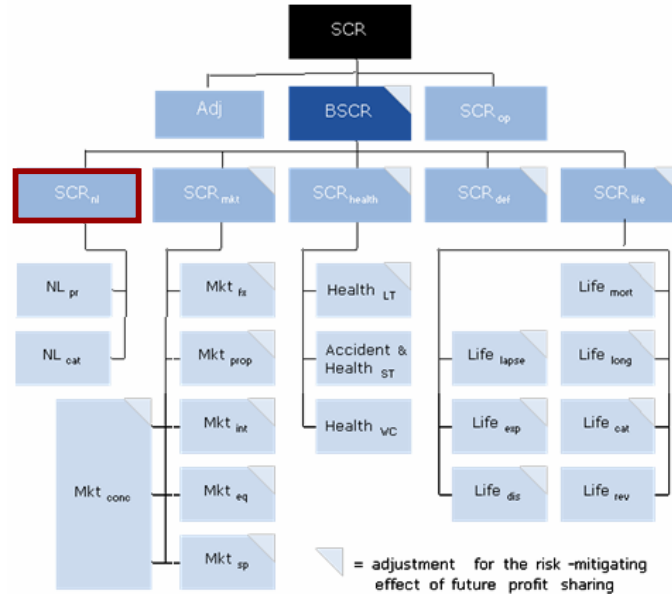 SCR
Adj
BSCR
SCR op
SCR nl
SCR mkt
SCR health
SCR def
SCR life
NL pr
Mkt fx
Health LT
Life mort
NL cat
Mkt prop
Accident &
Health ST
Life lapse
Life long
Mkt conc
Mkt int
Health WC
Life exp
Life cat
Mkt eq
Life dis
Life rev
Mkt sp
= adjustment for the risk -mitigating
effect of future profit sharing